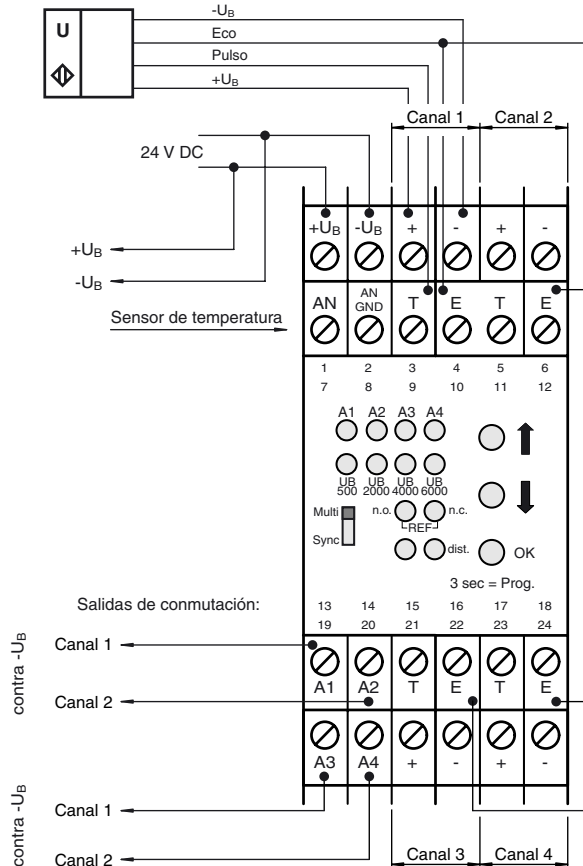 -UB
U
Eco
Pulso
+UB
Canal 1 Canal 2
24 V DC
+UB -UB + - + -
+UB
-UB
AN AN GND T E T E
Sensor de temperatura
1 2 3 4 5 6
7 8 9 10 11 12
A1 A2 A3 A4
UB 500 UB 2000 UB 4000 UB 6000
Multi n.o. n.c.
REF
Sync
dist. OK
3 sec = Prog.
Salidas de conmutación: 13 14 15 16 17 18
19 20 21 22 23 24
contra -UB
Canal 1
A1 A2 T E T E
Canal 2
A3 A4 + - + -
contra -UB
Canal 1
Canal 2
Canal 3 Canal 4